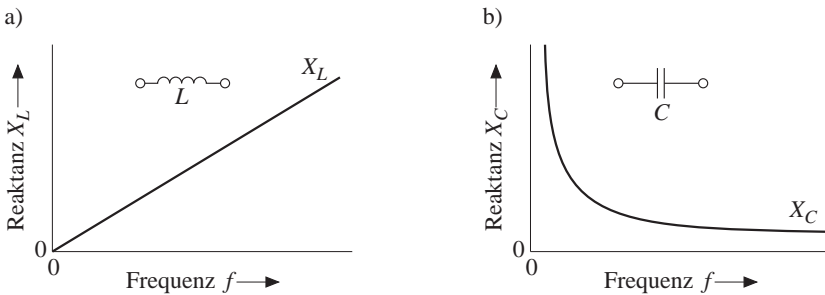 a)
Reaktanz X_L
X_L
L
0
0
Frequenz f
b)
Reaktanz X_C
C
X_C
0
0
Frequenz f